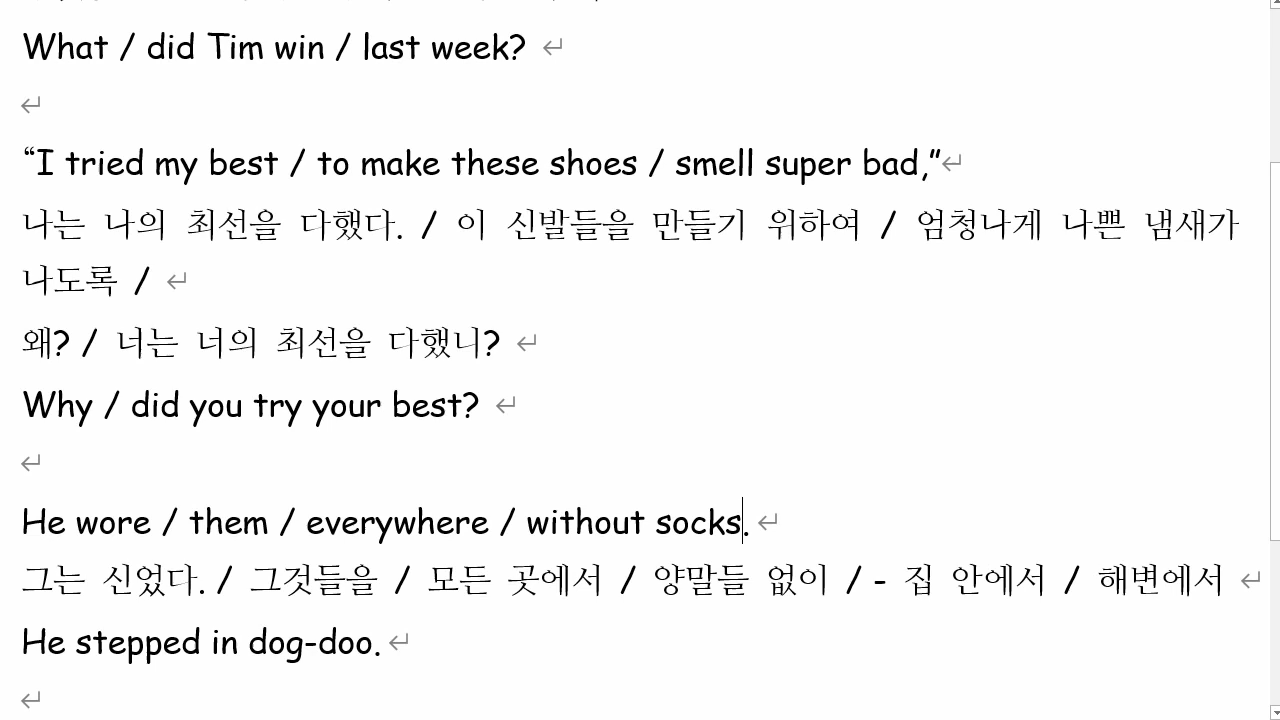 What / did Tim win / last week?
“I tried my best / to make these shoes / smell super bad,”
나는 나의 최선을 다했다. / 이 신발들을 만들기 위하여 / 엄청나게 나쁜 냄새가
나도록 /
왜? / 너는 너의 최선을 다했니?
Why / did you try your best?
He wore / them / everywhere / without socks.
그는 신었다. / 그것들을 / 모든 곳에서 / 양말들 없이 / - 집 안에서 / 해변에서
He stepped in dog-doo.